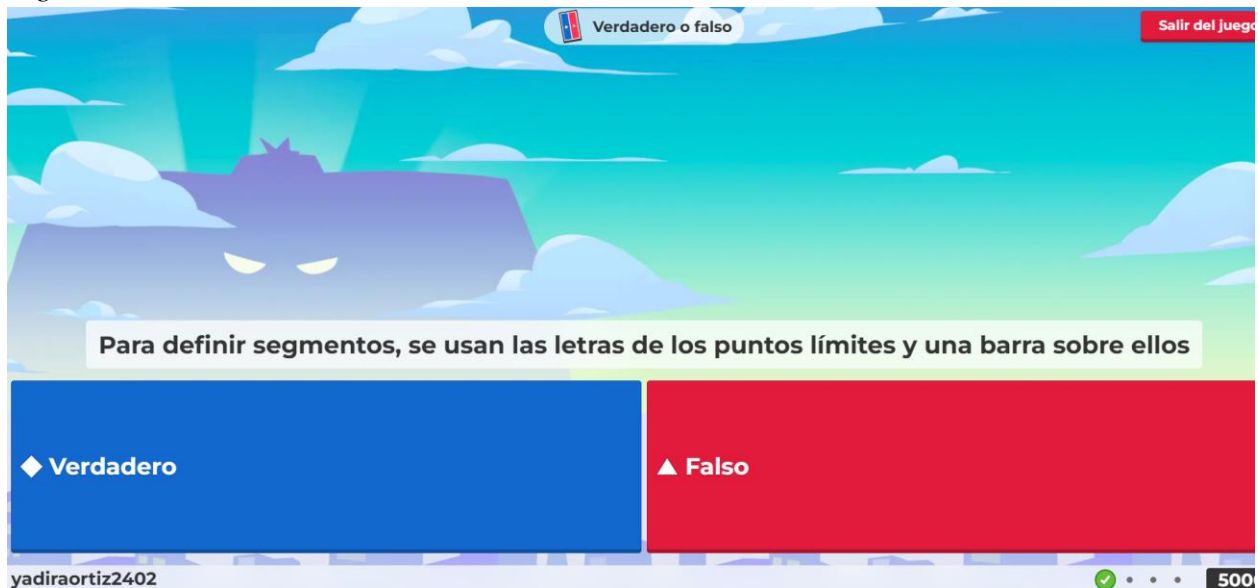 Verdadero o falso
Salir del juego
Para definir segmentos, se usan las letras de los puntos límites y una barra sobre ellos
Verdadero
Falso
yadiraortiz2402
500